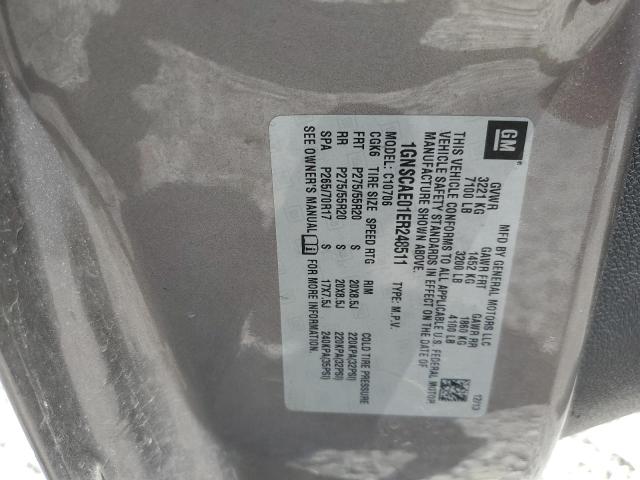 GM
MFD BY GENERAL MOTORS LLC
12/13
GVWR GAWR FRT GAWR RR
3221 KG 1452 KG 1860 KG
7100 LB 3200 LB 4100 LB
THIS VEHICLE CONFORMS TO ALL APPLICABLE U.S. FEDERAL MOTOR
VEHICLE SAFETY STANDARDS IN EFFECT ON THE DATE OF
MANUFACTURE SHOWN ABOVE.
1GNSCAE01ER248511
TYPE: M.P.V.
MODEL: C10706
CGK6 TIRE SIZE SPEED RTG RIM COLD TIRE PRESSURE
FRT P275/55R20 S 20X8.5J 220KPA(32PSI)
RR P275/55R20 S 20X8.5J 220KPA(32PSI)
SPA P265/70R17 S 17X7.5J 240KPA(35PSI)
SEE OWNER'S MANUAL FOR MORE INFORMATION.